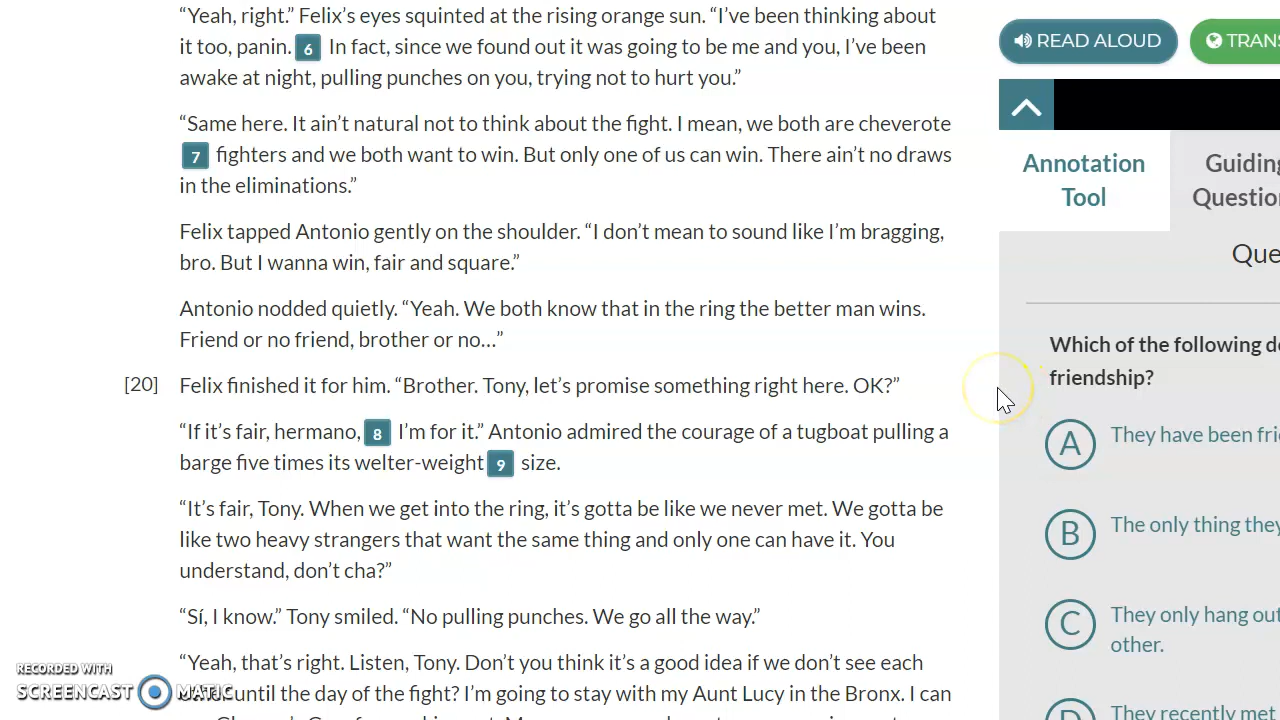 “Yeah, right.” Felix’s eyes squinted at the rising orange sun. “I’ve been thinking about
it too, panin. 6 In fact, since we found out it was going to be me and you, I’ve been
awake at night, pulling punches on you, trying not to hurt you.”
“Same here. It ain’t natural not to think about the fight. I mean, we both are cheverote
7 fighters and we both want to win. But only one of us can win. There ain’t no draws
in the eliminations.”
Felix tapped Antonio gently on the shoulder. “I don’t mean to sound like I’m bragging,
bro. But I wanna win, fair and square.”
Antonio nodded quietly. “Yeah. We both know that in the ring the better man wins.
Friend or no friend, brother or no…”
[20] Felix finished it for him. “Brother. Tony, let’s promise something right here. OK?”
“If it’s fair, hermano, 8 I’m for it.” Antonio admired the courage of a tugboat pulling a
barge five times its welter-weight 9 size.
“It’s fair, Tony. When we get into the ring, it’s gotta be like we never met. We gotta be
like two heavy strangers that want the same thing and only one can have it. You
understand, don’t cha?”
“Sí, I know.” Tony smiled. “No pulling punches. We go all the way.”
“Yeah, that’s right. Listen, Tony. Don’t you think it’s a good idea if we don’t see each
until the day of the fight? I’m going to stay with my Aunt Lucy in the Bronx. I can
RECORDED WITH
SCREENCAST MATIC
READ ALOUD
TRANS
Annotation
Tool
Guiding
Question
Que
Which of the following de
friendship?
A They have been frie
B The only thing they
C They only hang out
other.
D They recently met